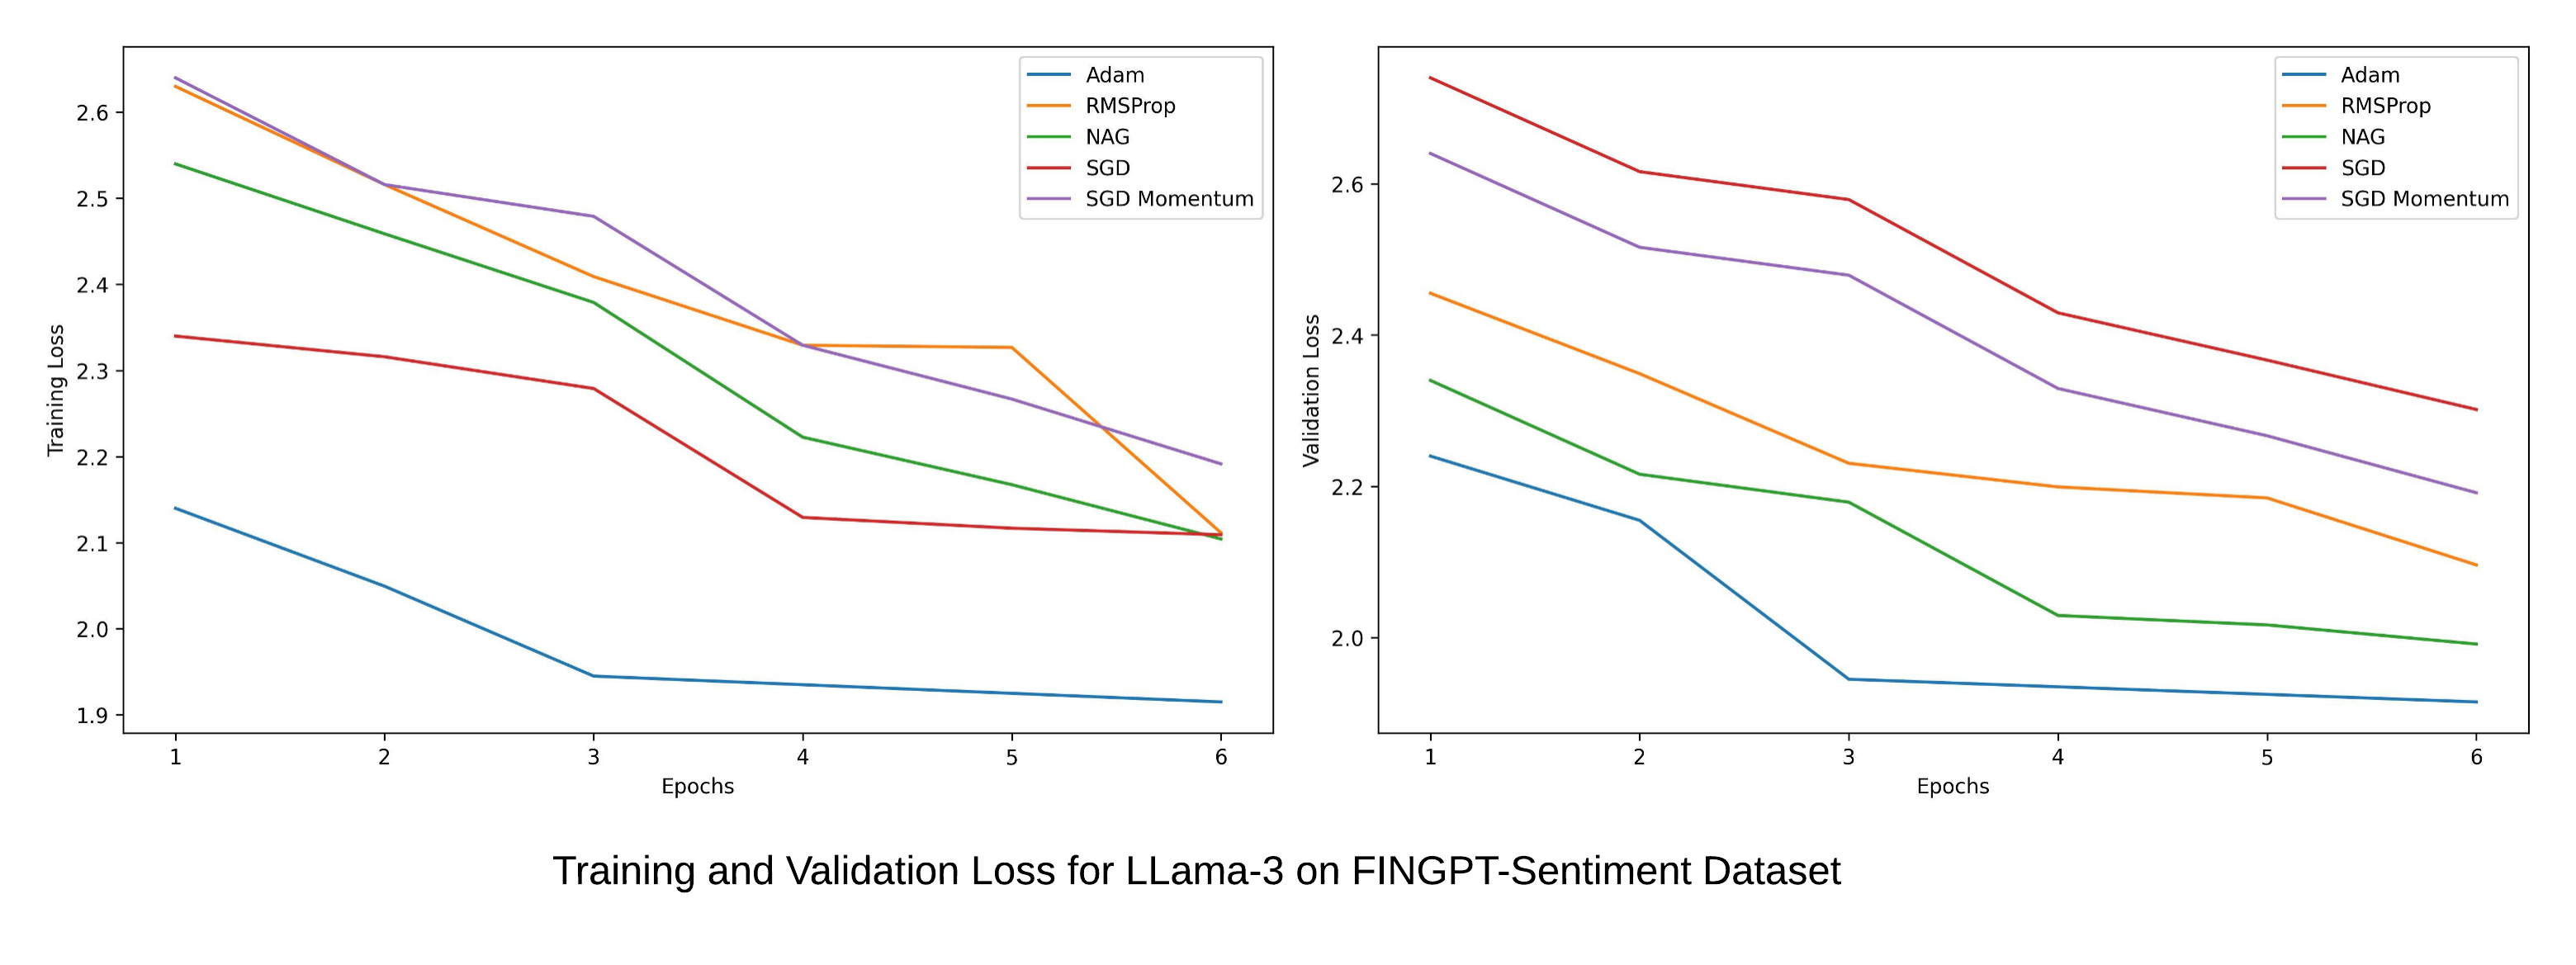 Adam
RMSProp
NAG
SGD
SGD Momentum
2.6
2.5
2.4
2.3
2.2
2.1
2.0
1.9
Training Loss
1 2 3 4 5 6
Epochs
Adam
RMSProp
NAG
SGD
SGD Momentum
2.6
2.4
2.2
2.0
Validation Loss
1 2 3 4 5 6
Epochs
Training and Validation Loss for LLama-3 on FINGPT-Sentiment Dataset